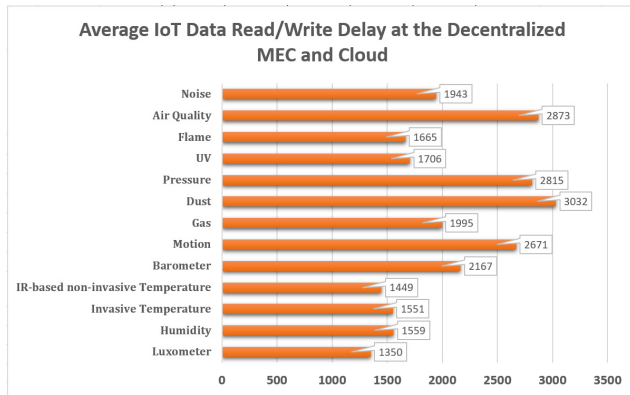 Average IoT Data Read/Write Delay at the Decentralized
MEC and Cloud
Noise 1943
Air Quality 2873
Flame 1665
UV 1706
Pressure 2815
Dust 3032
Gas 1995
Motion 2671
Barometer 2167
IR-based non-invasive Temperature 1449
Invasive Temperature 1551
Humidity 1559
Luxometer 1350
0 500 1000 1500 2000 2500 3000 3500